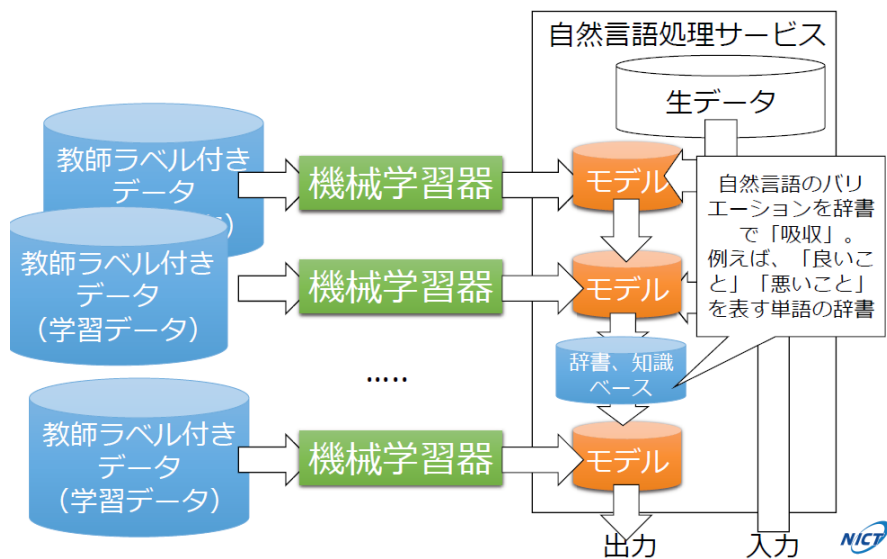 自然言語処理サービス
生データ
教師ラベル付き
データ
機械学習器
モデル
自然言語のバリ
エーションを辞書
で「吸収」。
例えば、「良いこ
と」「悪いこと」
を表す単語の辞書
）
教師ラベル付き
データ
（学習データ）
機械学習器
モデル
辞書、知識
ベース
.....
教師ラベル付き
データ
（学習データ）
機械学習器
モデル
出力
入力
NICT